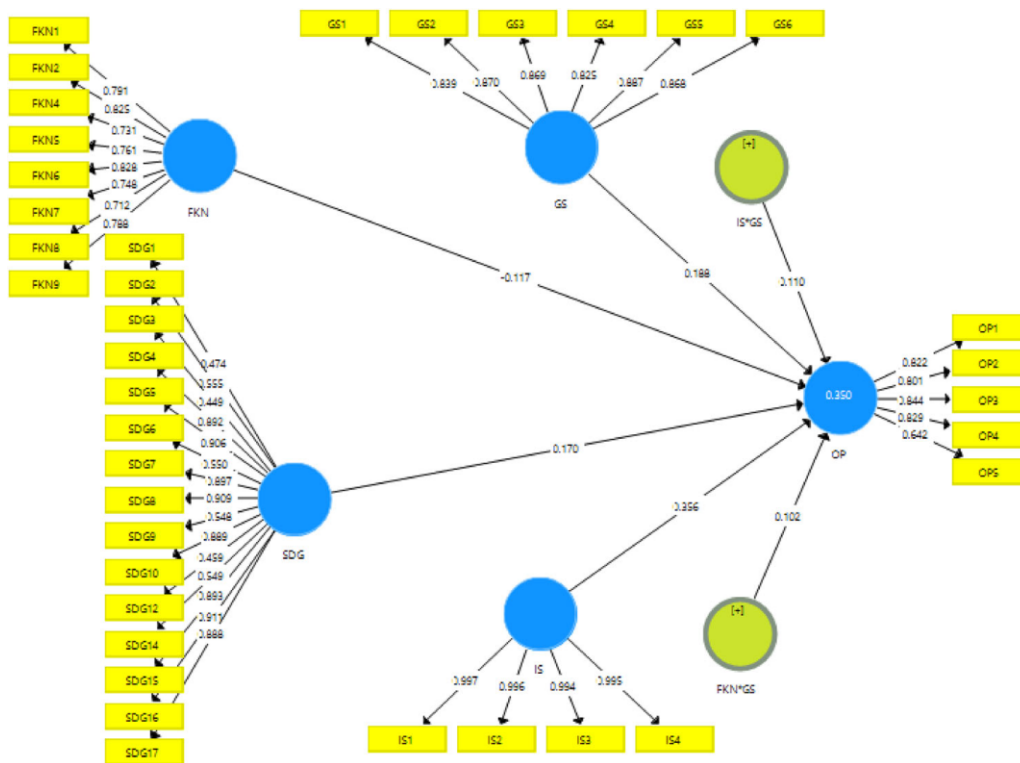 GS1 GS2 GS3 GS4 GS5 GS6
0.839 0.870 0.869 0.825 0.887 0.868
GS
FKN1
FKN2
FKN4
FKN5
FKN6
FKN7
FKN8
FKN9
0.791
0.825
0.731
0.761
0.828
0.748
0.712
0.788
FKN
[+]
IS*GS
-0.117
0.188
0.110
SDG1
SDG2
SDG3
SDG4
SDG5
SDG6
SDG7
SDG8
SDG9
SDG10
SDG12
SDG14
SDG15
SDG16
SDG17
0.474
0.555
0.449
0.892
0.906
0.550
0.897
0.909
0.548
0.889
0.459
0.549
0.893
0.911
0.888
SDG
0.170
0.356
0.102
0.350
OP
0.822
0.801
0.844
0.829
0.642
OP1
OP2
OP3
OP4
OP5
IS
0.997 0.996 0.994 0.995
IS1 IS2 IS3 IS4
[+]
FKN*GS